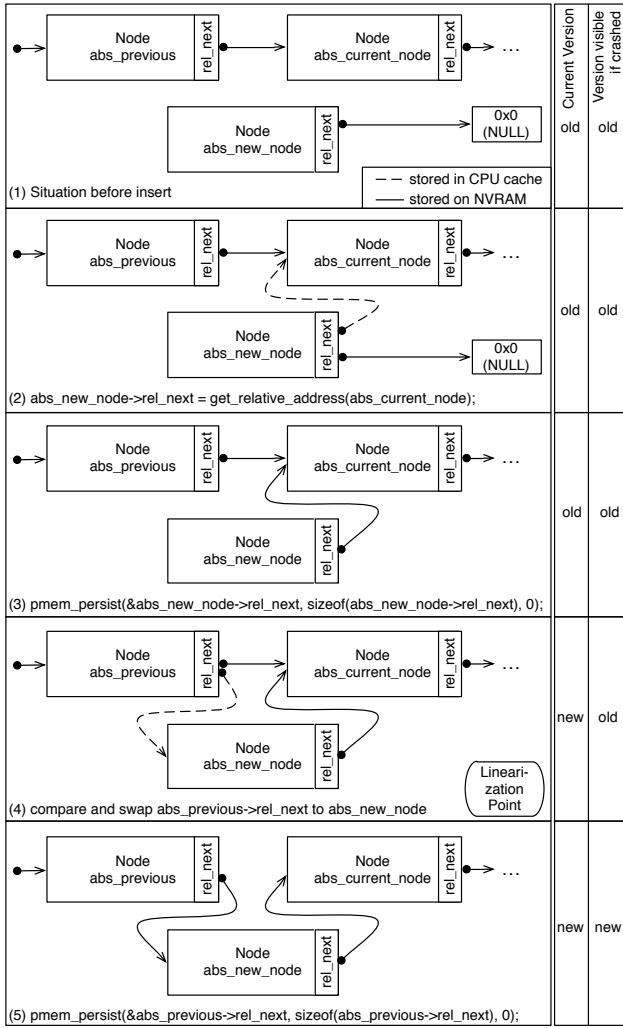 Current Version
Version visible
if crashed
Node
abs_previous
rel_next
Node
abs_current_node
rel_next
...
Node
abs_new_node
rel_next
0x0
(NULL)
old
old
(1) Situation before insert
stored in CPU cache
stored on NVRAM
Node
abs_previous
rel_next
Node
abs_current_node
rel_next
...
Node
abs_new_node
rel_next
0x0
(NULL)
old
old
(2) abs_new_node->rel_next = get_relative_address(abs_current_node);
Node
abs_previous
rel_next
Node
abs_current_node
rel_next
...
Node
abs_new_node
rel_next
old
old
(3) pmem_persist(&abs_new_node->rel_next, sizeof(abs_new_node->rel_next), 0);
Node
abs_previous
rel_next
Node
abs_current_node
rel_next
...
Node
abs_new_node
rel_next
new
old
Lineari-
zation
Point
(4) compare and swap abs_previous->rel_next to abs_new_node
Node
abs_previous
rel_next
Node
abs_current_node
rel_next
...
Node
abs_new_node
rel_next
new
new
(5) pmem_persist(&abs_previous->rel_next, sizeof(abs_previous->rel_next), 0);